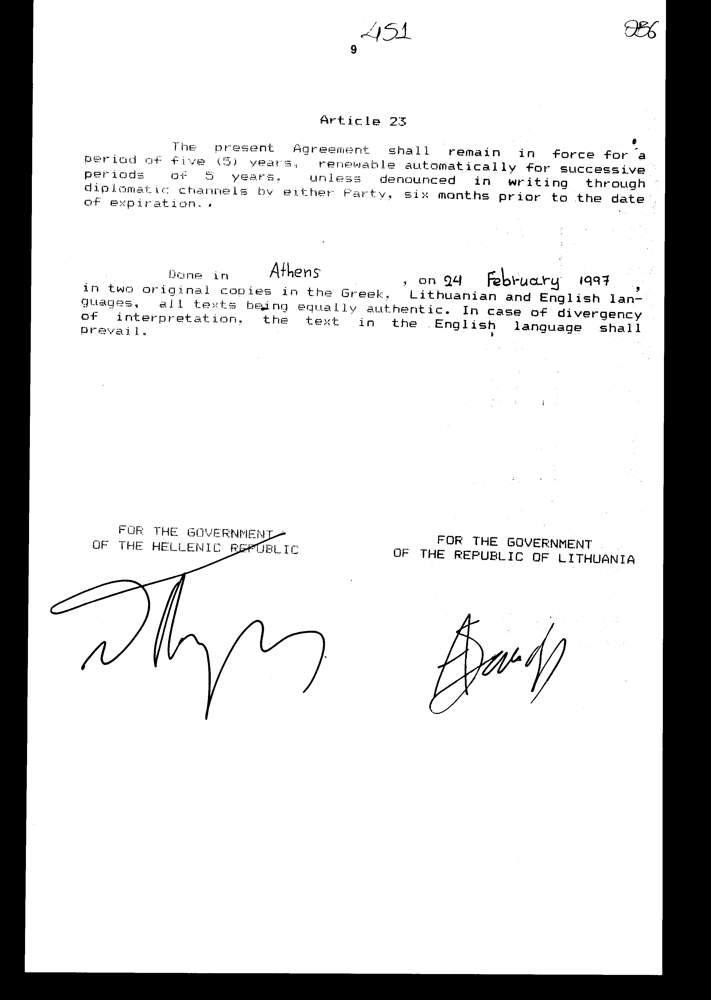 451
256
9
Article 23
The present Agreement shall remain in force for a
period of five (5) years, renewable automatically for successive
periods of 5 years, unless denounced in writing through
diplomatic channels by either Party, six months prior to the date
of expiration..
Done in Athens , on 24 February 1997 ,
in two original copies in the Greek, Lithuanian and English lan-
guages, all texts being equally authentic. In case of divergency
of interpretation, the text in the English language shall
prevail.
FOR THE GOVERNMENT
OF THE HELLENIC REPUBLIC
FOR THE GOVERNMENT
OF THE REPUBLIC OF LITHUANIA